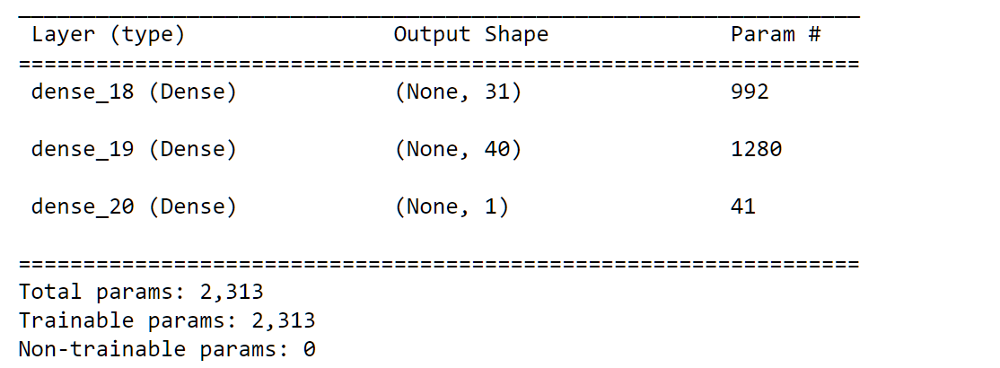 Layer (type) Output Shape Param #
=================================================================
dense_18 (Dense) (None, 31) 992
dense_19 (Dense) (None, 40) 1280
dense_20 (Dense) (None, 1) 41
=================================================================
Total params: 2,313
Trainable params: 2,313
Non-trainable params: 0